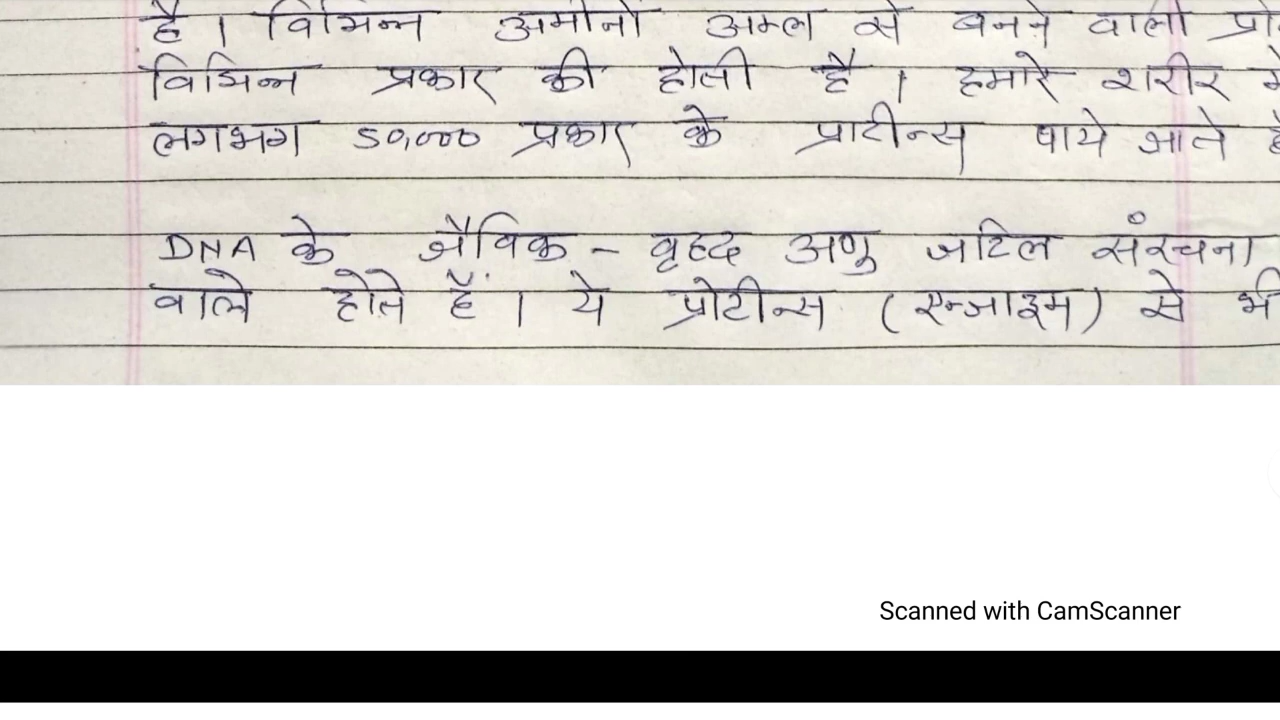 है । विभिन्न अमीनो अम्ल से बनने वाली प्रो
विभिन्न प्रकार की होती है । हमारे शरीर में
लगभग 50,000 प्रकार के प्रोटीन्स पाये जाते है
DNA के जैविक - वृहद अणु जटिल संरचना
वाले होते हैं । ये प्रोटीन्स (एन्जाइम) से भी
Scanned with CamScanner